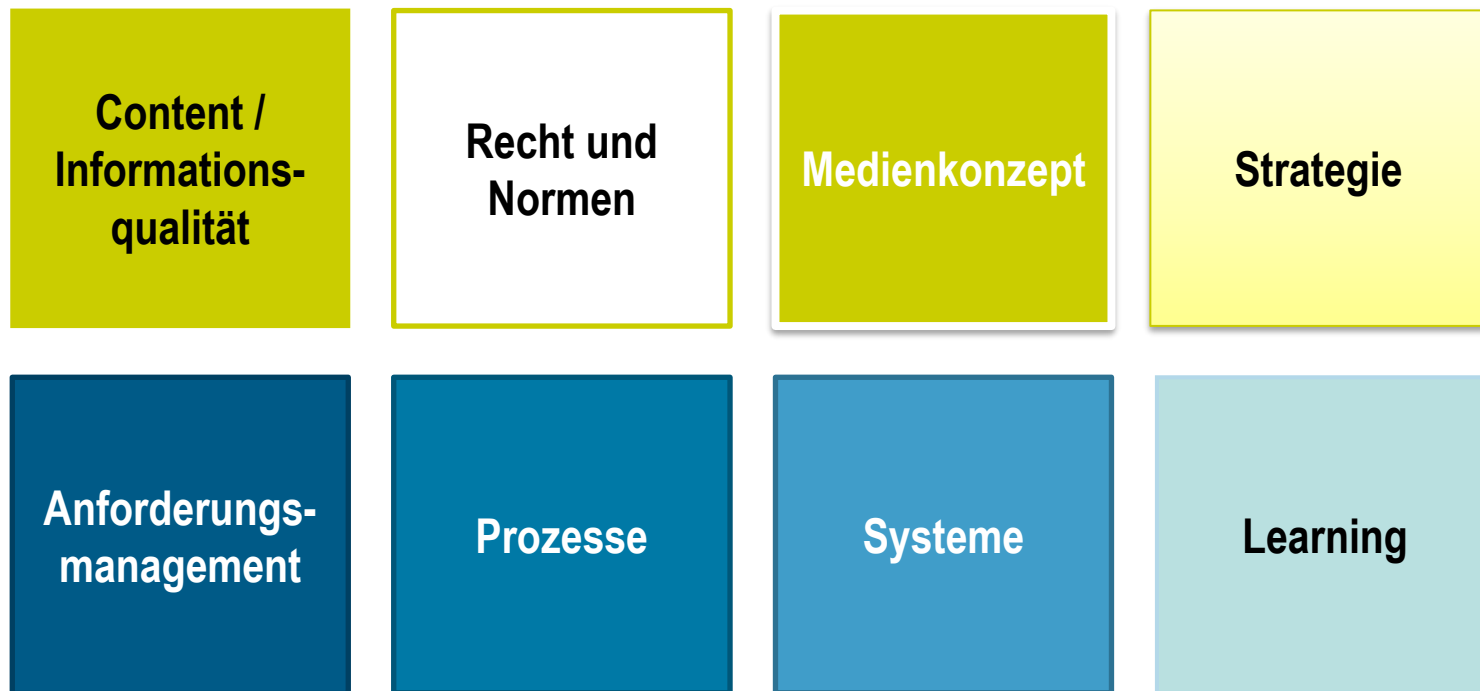 Content /
Informations-
qualität
Recht und
Normen
Medienkonzept
Strategie
Anforderungs-
management
Prozesse
Systeme
Learning